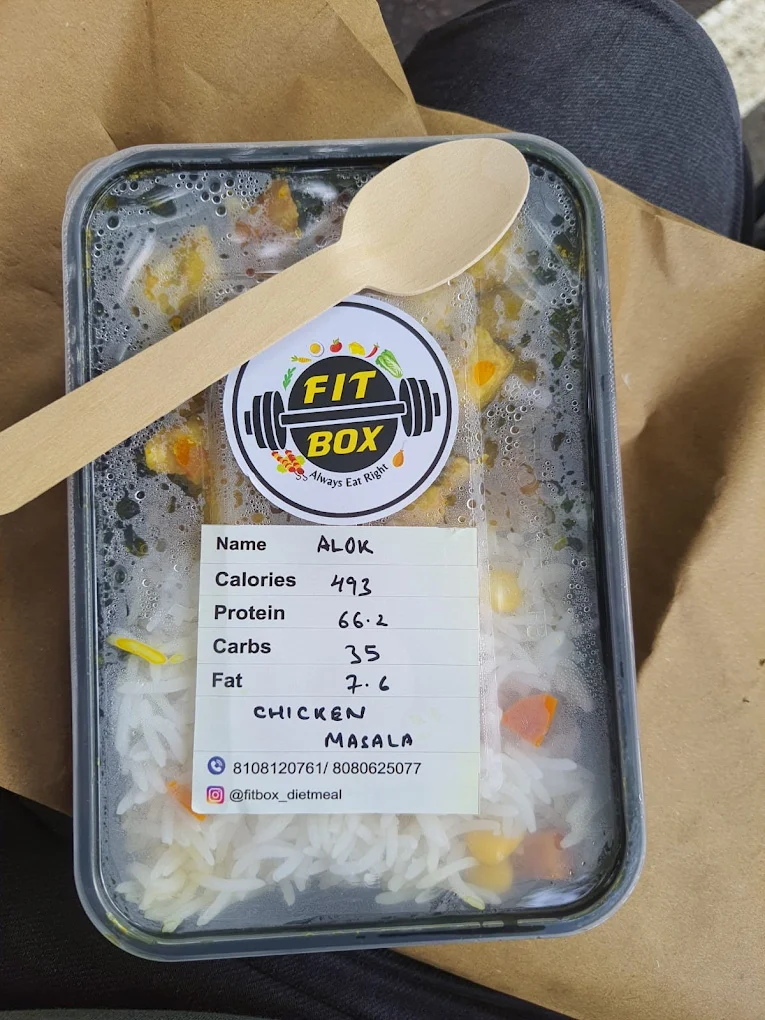 FIT
BOX
Always Eat Right
Name ALOK
Calories 493
Protein 66.2
Carbs 35
Fat 7.6
CHICKEN
MASALA
8108120761/ 8080625077
@fitbox_dietmeal